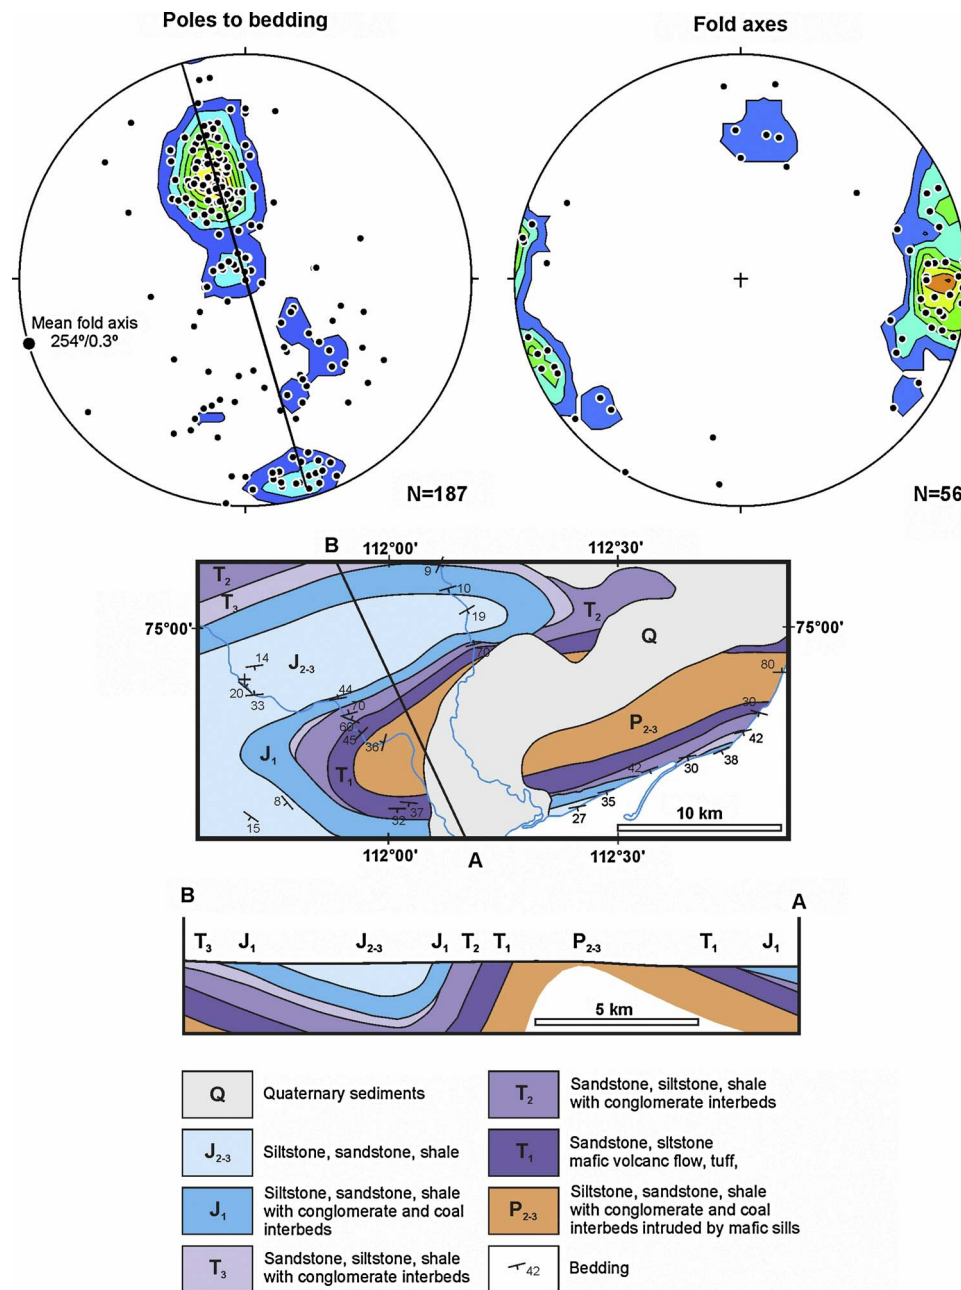 Poles to bedding
Fold axes
Mean fold axis
254º/0.3º
N=187
N=56
B
112°00'
112°30'
T2
T3
9
10
19
T2
Q
75°00'
75°00'
J2-3
14
20
33
44
70
60
45
36
70
80
P2-3
30
42
38
30
42
35
27
J1
T1
8
15
32
37
10 km
112°00'
A
112°30'
B
A
T3 J1 J2-3 J1 T2 T1 P2-3 T1 J1
5 km
Q
Quaternary sediments
J2-3
Siltstone, sandstone, shale
J1
Siltstone, sandstone, shale
with conglomerate and coal
interbeds
T3
Sandstone, siltstone, shale
with conglomerate interbeds
T2
Sandstone, siltstone, shale
with conglomerate interbeds
T1
Sandstone, sıltstone
mafic volcanc flow, tuff,
P2-3
Siltstone, sandstone, shale
with conglomerate and coal
interbeds intruded by mafic sills
42
Bedding